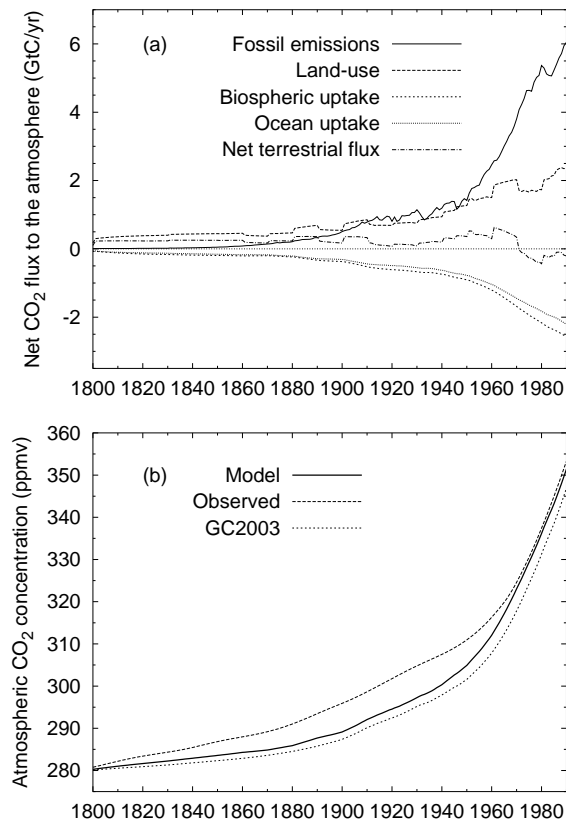 Net CO2 flux to the atmosphere (GtC/yr)
6
4
2
0
-2
(a)
Fossil emissions
Land-use
Biospheric uptake
Ocean uptake
Net terrestrial flux
1800 1820 1840 1860 1880 1900 1920 1940 1960 1980
Atmospheric CO2 concentration (ppmv)
360
350
340
330
320
310
300
290
280
270
(b)
Model
Observed
GC2003
1800 1820 1840 1860 1880 1900 1920 1940 1960 1980